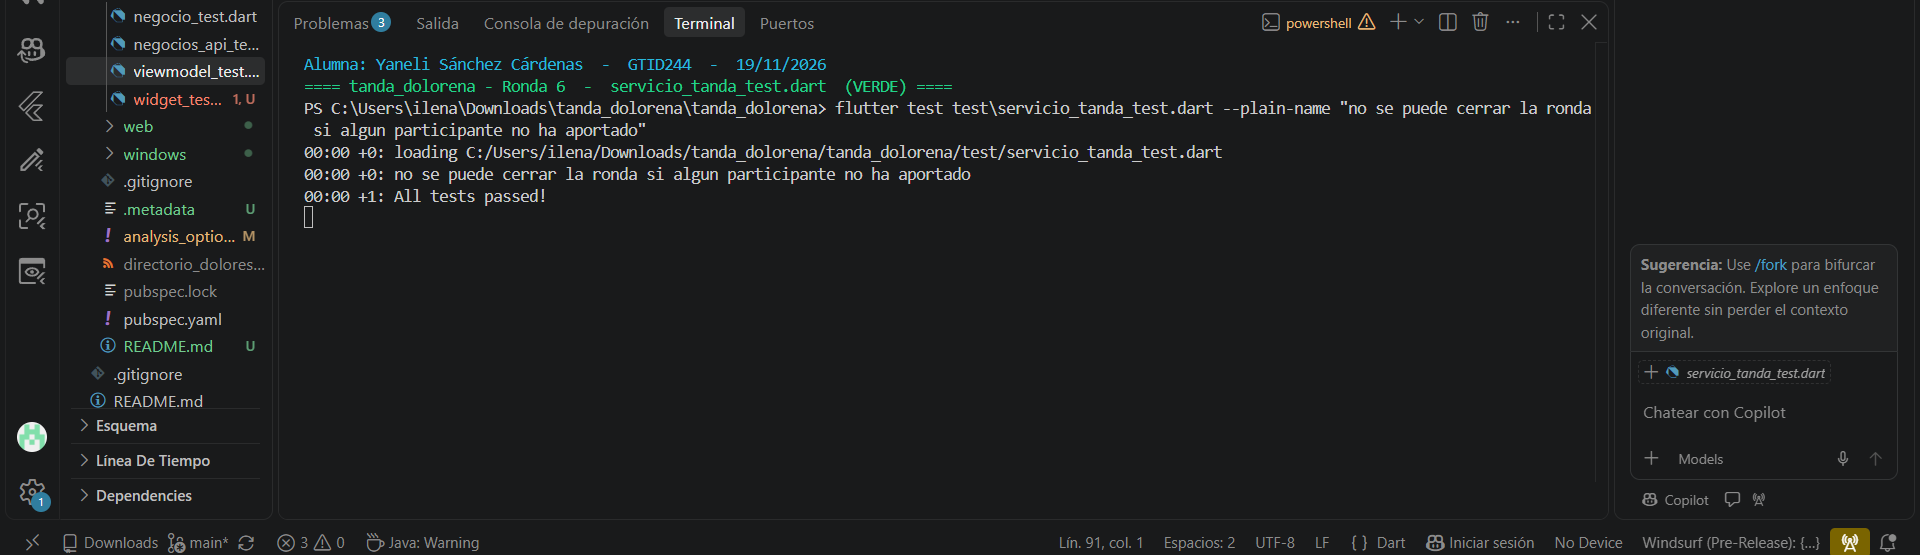 negocio_test.dart
negocios_api_te...
viewmodel_test....
widget_tes... 1, U
web
windows
.gitignore
.metadata U
analysis_optio... M
directorio_dolores...
pubspec.lock
pubspec.yaml
README.md U
.gitignore
README.md
Esquema
Línea De Tiempo
Dependencies
1
Problemas 3 Salida Consola de depuración Terminal Puertos
powershell
Alumna: Yaneli Sánchez Cárdenas - GTID244 - 19/11/2026
==== tanda_dolorena - Ronda 6 - servicio_tanda_test.dart (VERDE) ====
PS C:\Users\ilena\Downloads\tanda_dolorena\tanda_dolorena> flutter test test\servicio_tanda_test.dart --plain-name "no se puede cerrar la ronda
si algun participante no ha aportado"
00:00 +0: loading C:/Users/ilena/Downloads/tanda_dolorena/tanda_dolorena/test/servicio_tanda_test.dart
00:00 +0: no se puede cerrar la ronda si algun participante no ha aportado
00:00 +1: All tests passed!
Sugerencia: Use /fork para bifurcar
la conversación. Explore un enfoque
diferente sin perder el contexto
original.
servicio_tanda_test.dart
Chatear con Copilot
Models
Copilot
Downloads main* 3 0 Java: Warning Lín. 91, col. 1 Espacios: 2 UTF-8 LF { } Dart Iniciar sesión No Device Windsurf (Pre-Release): {...}